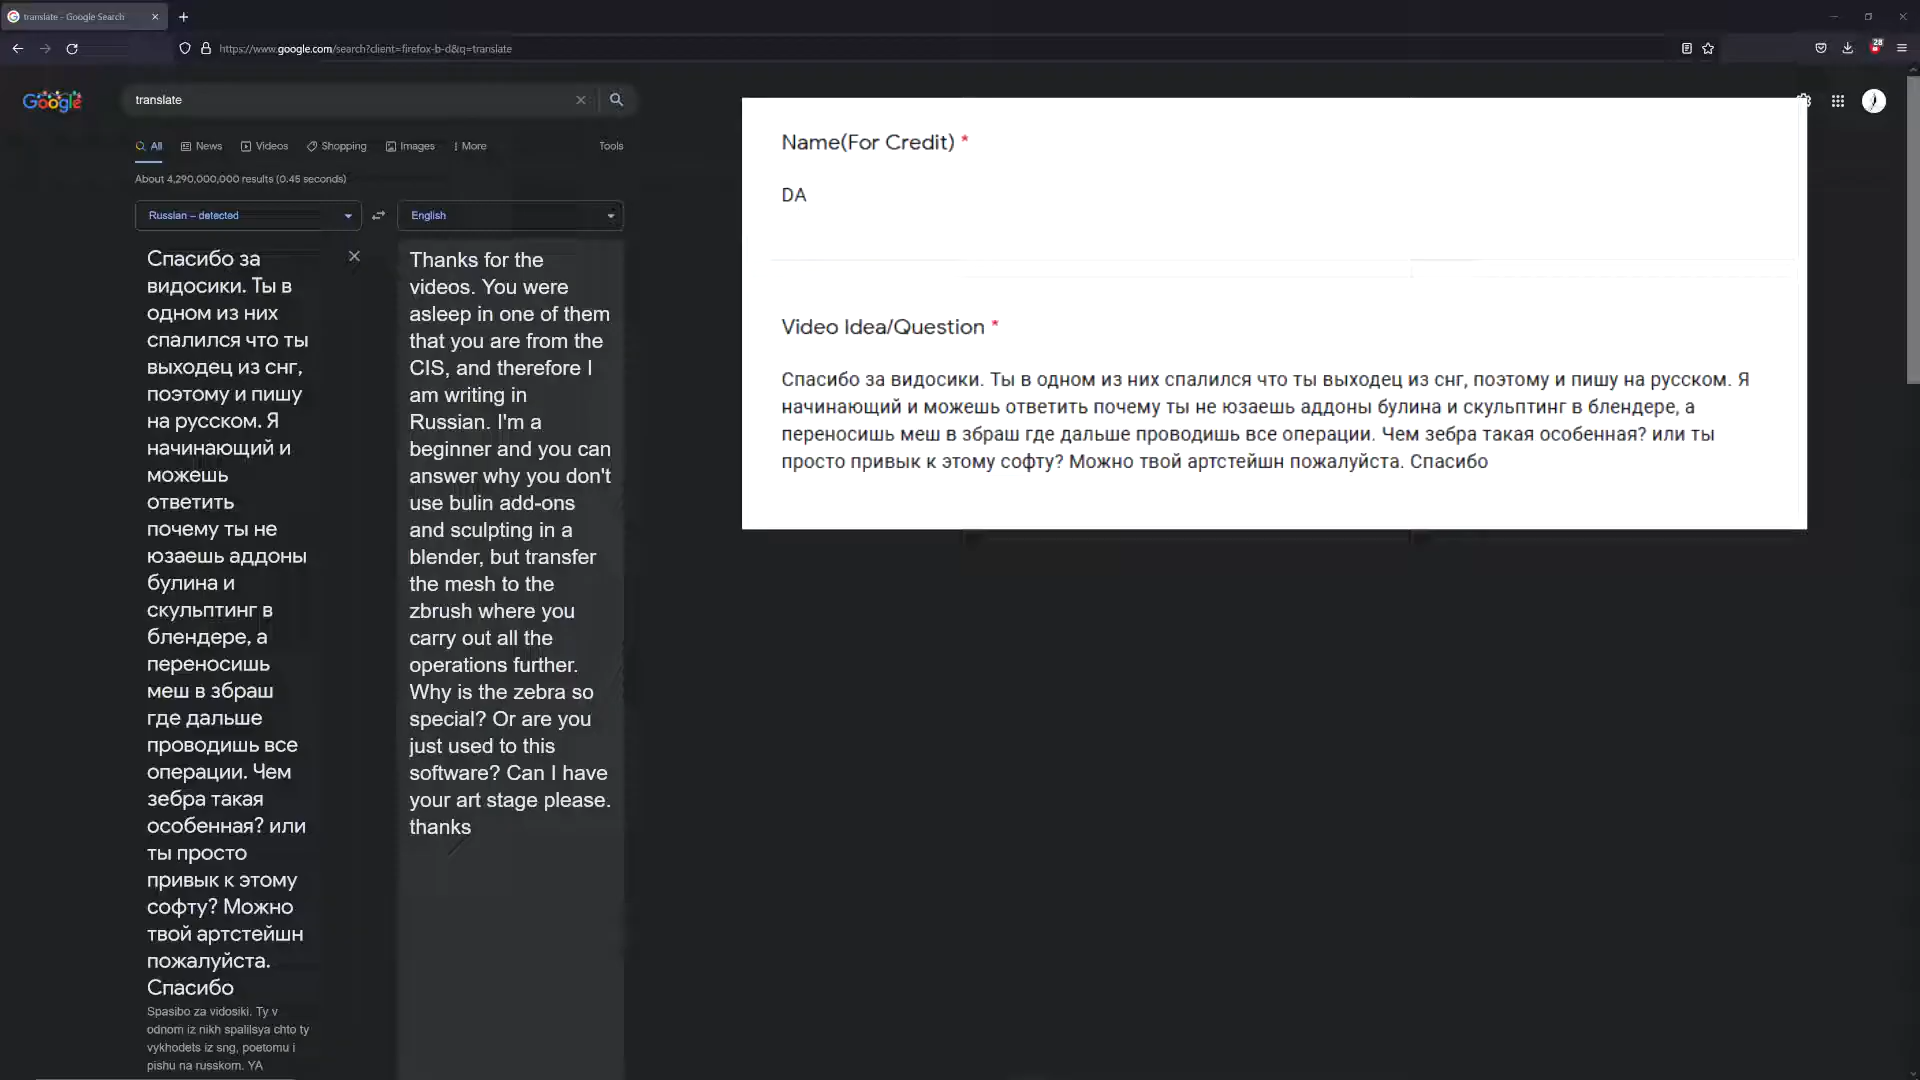 translate - Google Search
https://www.google.com/search?client=firefox-b-d&q=translate
28
Google
translate
All
News
Videos
Shopping
Images
More
Tools
About 4,290,000,000 results (0.45 seconds)
Russian – detected
English
Спасибо за
видосики. Ты в
одном из них
спалился что ты
выходец из снг,
поэтому и пишу
на русском. Я
начинающий и
можешь
ответить
почему ты не
юзаешь аддоны
булина и
скульптинг в
блендере, а
переносишь
меш в збраш
где дальше
проводишь все
операции. Чем
зебра такая
особенная? или
ты просто
привык к этому
софту? Можно
твой артстейшн
пожалуйста.
Спасибо
Spasibo za vidosiki. Ty v
odnom iz nikh spalilsya chto ty
vykhodets iz sng, poetomu i
pishu na russkom. YA
Thanks for the
videos. You were
asleep in one of them
that you are from the
CIS, and therefore I
am writing in
Russian. I'm a
beginner and you can
answer why you don't
use bulin add-ons
and sculpting in a
blender, but transfer
the mesh to the
zbrush where you
carry out all the
operations further.
Why is the zebra so
special? Or are you
just used to this
software? Can I have
your art stage please.
thanks
Name(For Credit) *
DA
Video Idea/Question *
Спасибо за видосики. Ты в одном из них спалился что ты выходец из снг, поэтому и пишу на русском. Я
начинающий и можешь ответить почему ты не юзаешь аддоны булина и скульптинг в блендере, а
переносишь меш в збраш где дальше проводишь все операции. Чем зебра такая особенная? или ты
просто привык к этому софту? Можно твой артстейшн пожалуйста. Спасибо